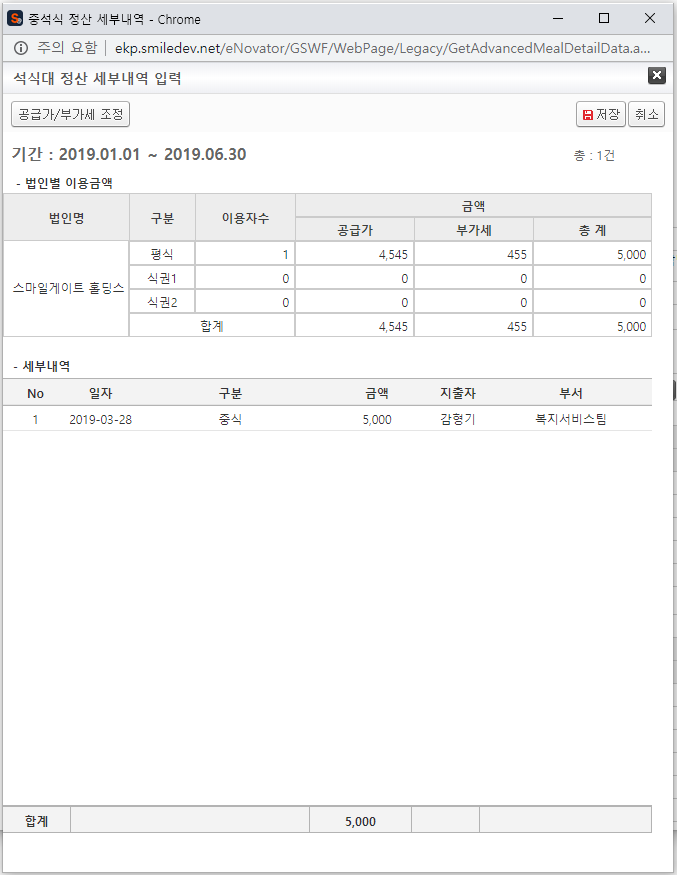 중석식 정산 세부내역 - Chrome
주의 요함 | ekp.smiledev.net/eNovator/GSWF/WebPage/Legacy/GetAdvancedMealDetailData.a...
석식대 정산 세부내역 입력
공급가/부가세 조정 저장 취소
기간 : 2019.01.01 ~ 2019.06.30 총 : 1건
- 법인별 이용금액
법인명 구분 이용자수 금액
공급가 부가세 총 계
스마일게이트 홀딩스 평식 1 4,545 455 5,000
식권1 0 0 0 0
식권2 0 0 0 0
합계 4,545 455 5,000
- 세부내역
No 일자 구분 금액 지출자 부서
1 2019-03-28 중식 5,000 감형기 복지서비스팀
합계 5,000